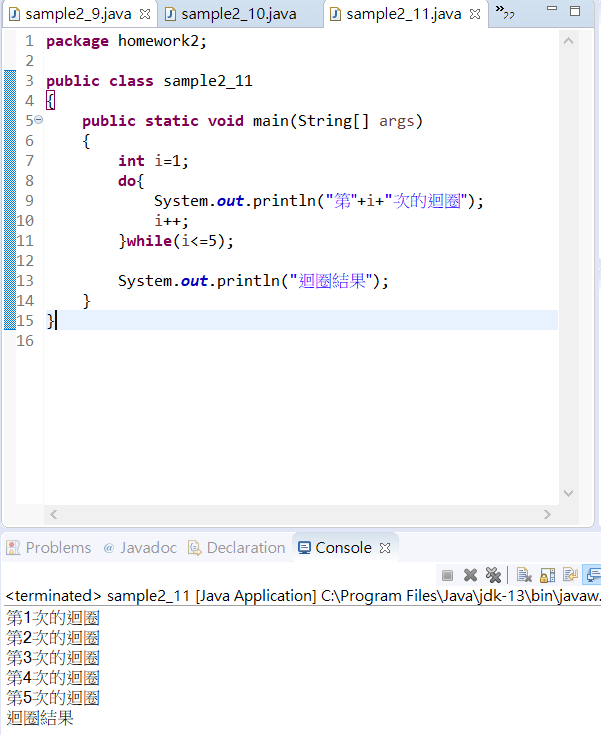 sample2_9.java sample2_10.java sample2_11.java »22
1 package homework2;
2
3 public class sample2_11
4 {
5 public static void main(String[] args)
6 {
7 int i=1;
8 do{
9 System.out.println("第"+i+"次的迴圈");
10 i++;
11 }while(i<=5);
12
13 System.out.println("迴圈結果");
14 }
15 }
16
Problems @ Javadoc Declaration Console
<terminated> sample2_11 [Java Application] C:\Program Files\Java\jdk-13\bin\javaw.
第1次的迴圈
第2次的迴圈
第3次的迴圈
第4次的迴圈
第5次的迴圈
迴圈結果